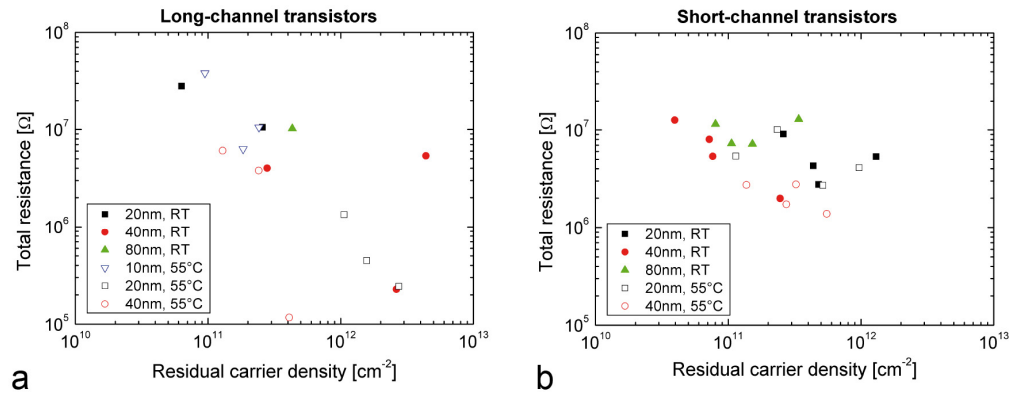 Long-channel transistors
Total resistance [Ω]
10^8
10^7
10^6
10^5
20nm, RT
40nm, RT
80nm, RT
10nm, 55°C
20nm, 55°C
40nm, 55°C
10^10 10^11 10^12 10^13
Residual carrier density [cm^-2]
a
Short-channel transistors
Total resistance [Ω]
10^8
10^7
10^6
10^5
20nm, RT
40nm, RT
80nm, RT
20nm, 55°C
40nm, 55°C
10^10 10^11 10^12 10^13
Residual carrier density [cm^-2]
b